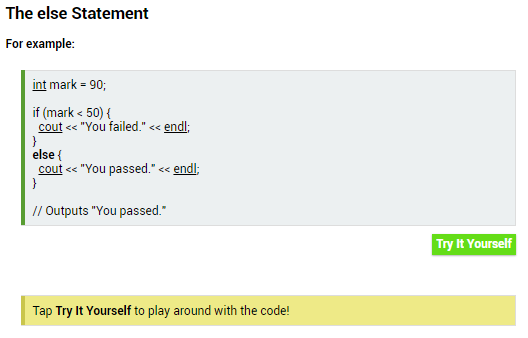 The else Statement
For example:
int mark = 90;
if (mark < 50) {
cout << "You failed." << endl;
}
else {
cout << "You passed." << endl;
}
// Outputs "You passed."
Try It Yourself
Tap Try It Yourself to play around with the code!